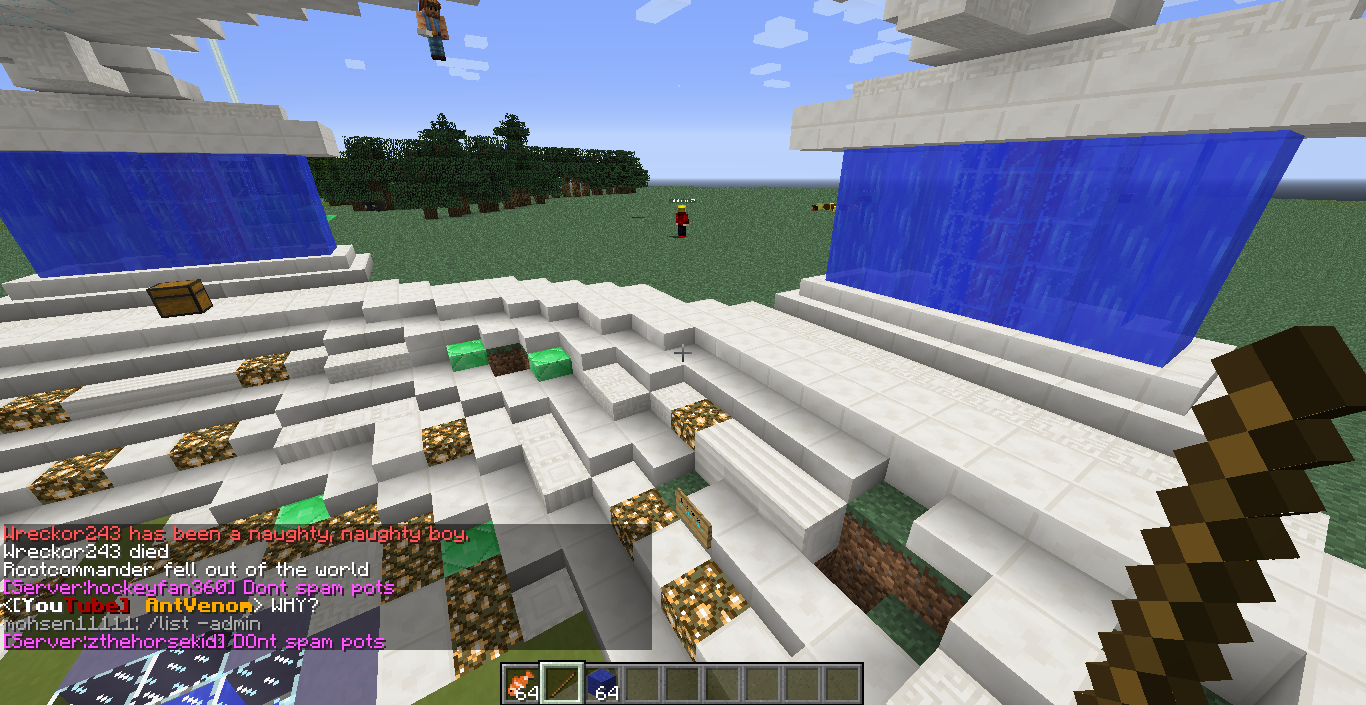 Wreckor243 has been a naughty, naughty boy.
Wreckor243 died
Rootcommander fell out of the world
[Server:hockeyfan360] Dont spam pots
<[YouTube] AntVenom> WHY?
mohsen11111: /list -admin
[Server:zthehorsekid] DOnt spam pots
64
64